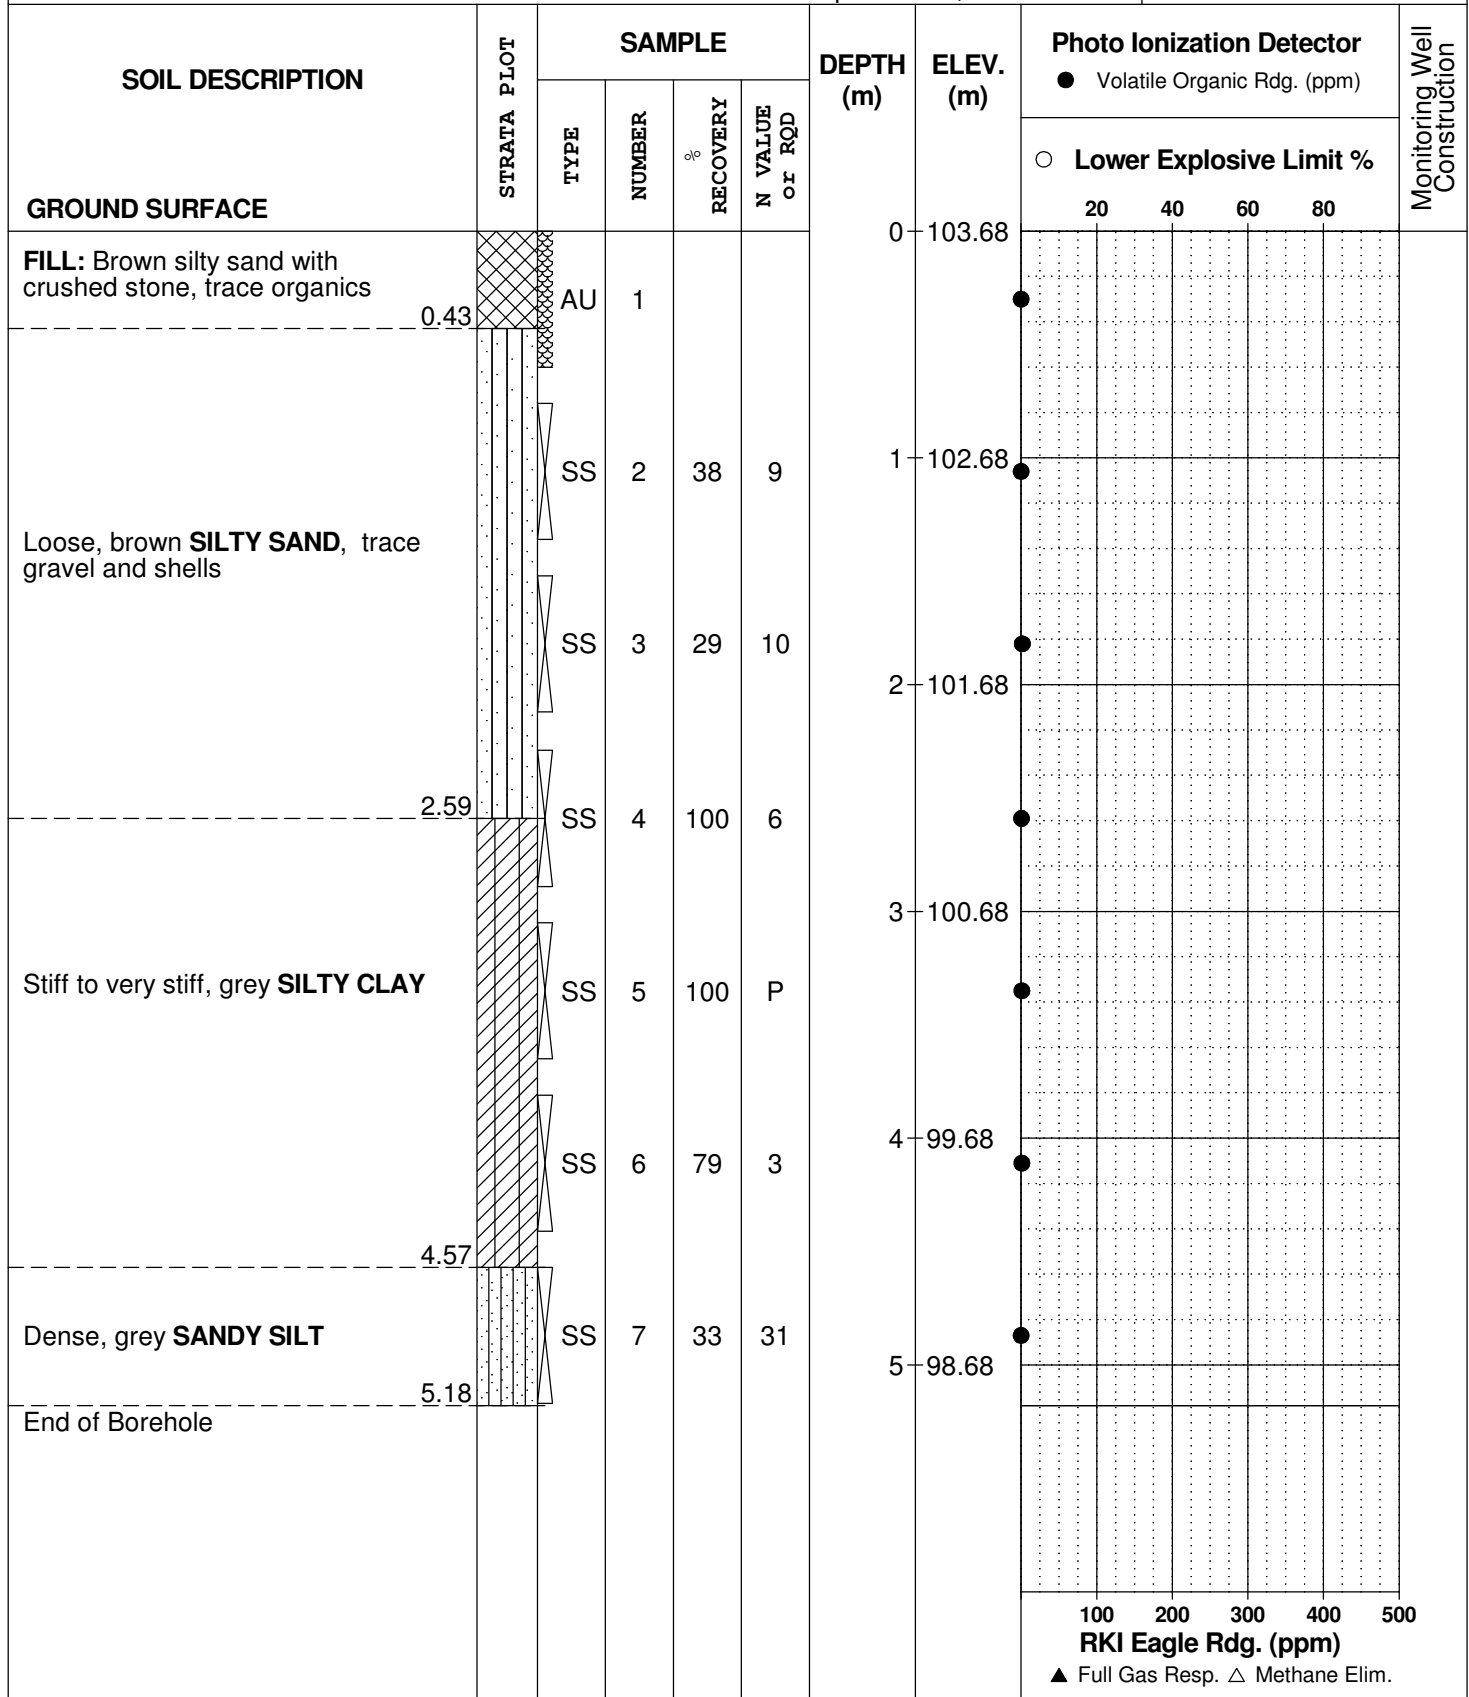 SOIL DESCRIPTION
GROUND SURFACE
STRATA PLOT
SAMPLE
TYPE
NUMBER
%
RECOVERY
N VALUE
or RQD
DEPTH
(m)
ELEV.
(m)
Photo Ionization Detector
● Volatile Organic Rdg. (ppm)
○ Lower Explosive Limit %
20 40 60 80
Monitoring Well
Construction
0 103.68
FILL: Brown silty sand with
crushed stone, trace organics
0.43
AU 1
1 102.68
SS 2 38 9
Loose, brown SILTY SAND, trace
gravel and shells
SS 3 29 10
2 101.68
2.59
SS 4 100 6
3 100.68
Stiff to very stiff, grey SILTY CLAY
SS 5 100 P
4 99.68
SS 6 79 3
4.57
Dense, grey SANDY SILT
SS 7 33 31
5 98.68
5.18
End of Borehole
100 200 300 400 500
RKI Eagle Rdg. (ppm)
▲ Full Gas Resp. △ Methane Elim.